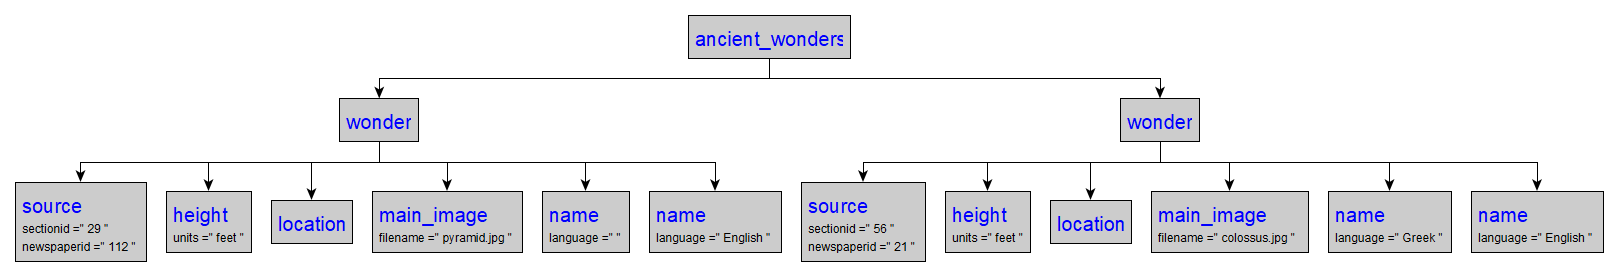 ancient_wonders
wonder
wonder
source
sectionid =" 29 "
newspaperid =" 112 "
height
units =" feet "
location
main_image
filename =" pyramid.jpg "
name
language =" "
name
language =" English "
source
sectionid =" 56 "
newspaperid =" 21 "
height
units =" feet "
location
main_image
filename =" colossus.jpg "
name
language =" Greek "
name
language =" English "